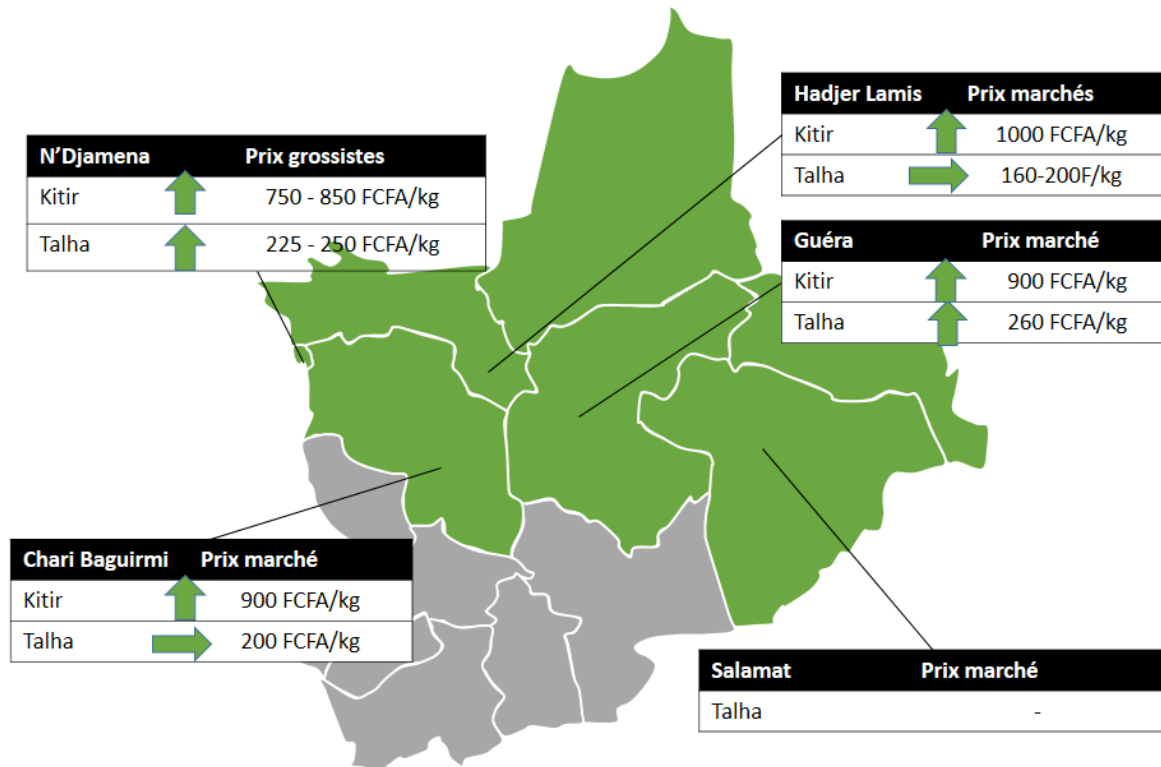 Hadjer Lamis Prix marchés
Kitir 1000 FCFA/kg
Talha 160-200F/kg
N'Djamena Prix grossistes
Kitir 750 - 850 FCFA/kg
Talha 225 - 250 FCFA/kg
Guéra Prix marché
Kitir 900 FCFA/kg
Talha 260 FCFA/kg
Chari Baguirmi Prix marché
Kitir 900 FCFA/kg
Talha 200 FCFA/kg
Salamat Prix marché
Talha -